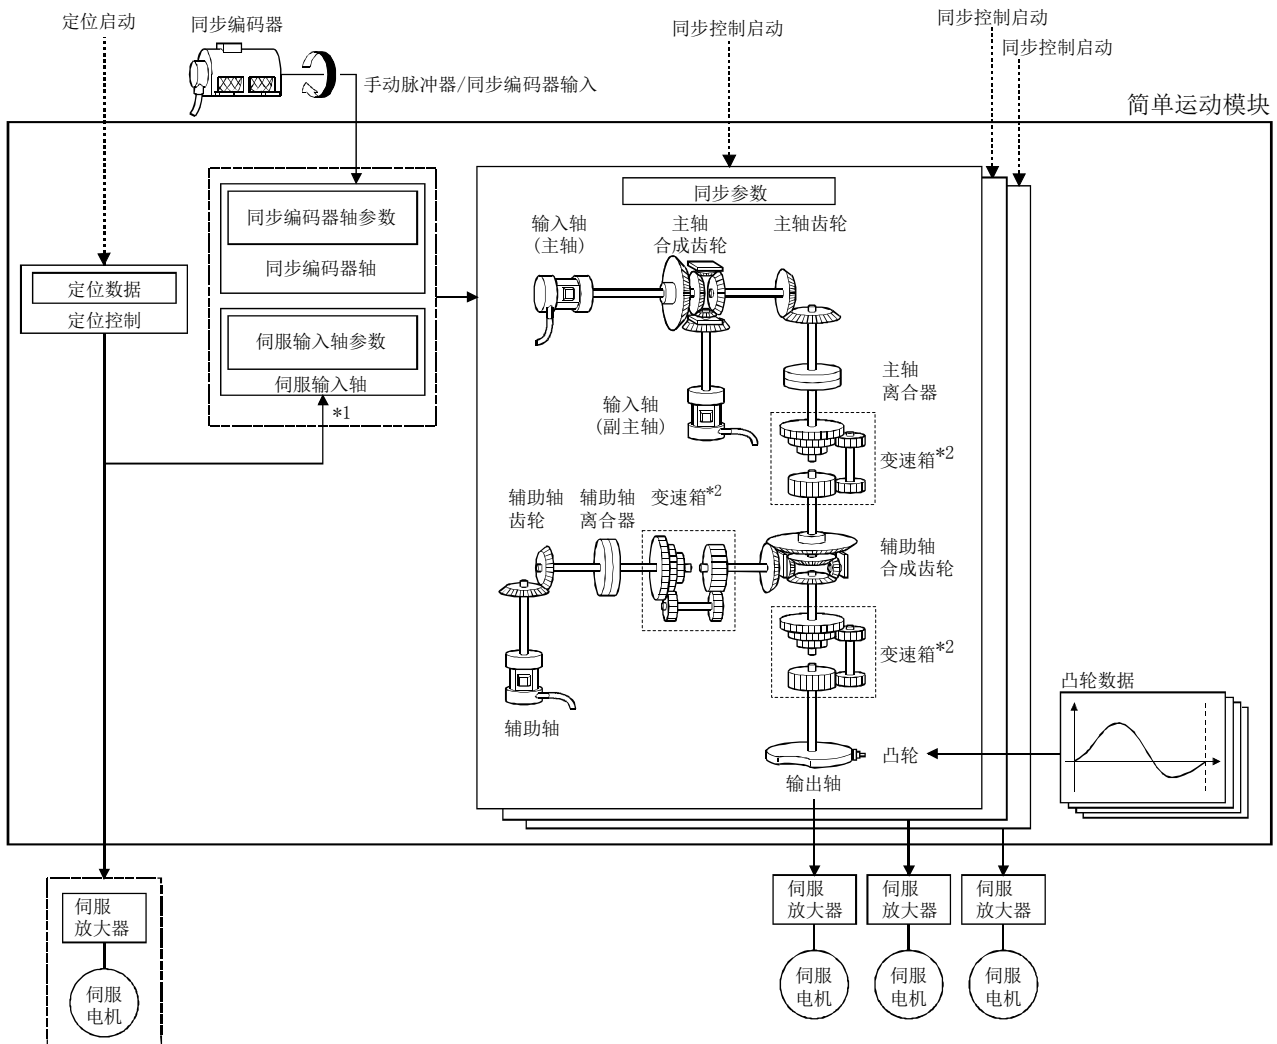 定位启动
同步编码器
同步控制启动
同步控制启动
同步控制启动
手动脉冲器/同步编码器输入
简单运动模块
同步编码器轴参数
同步编码器轴
伺服输入轴参数
伺服输入轴
*1
定位数据
定位控制
同步参数
输入轴
(主轴)
主轴
合成齿轮
主轴齿轮
主轴
离合器
输入轴
(副主轴)
变速箱*2
辅助轴
齿轮
辅助轴
离合器
变速箱*2
辅助轴
合成齿轮
变速箱*2
辅助轴
凸轮
输出轴
凸轮数据
伺服
放大器
伺服
电机
伺服
放大器
伺服
放大器
伺服
放大器
伺服
电机
伺服
电机
伺服
电机